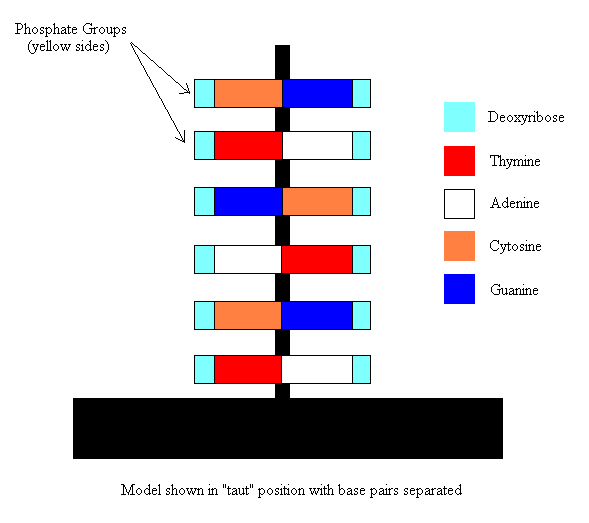 Phosphate Groups
(yellow sides)
Deoxyribose
Thymine
Adenine
Cytosine
Guanine
Model shown in "taut" position with base pairs separated